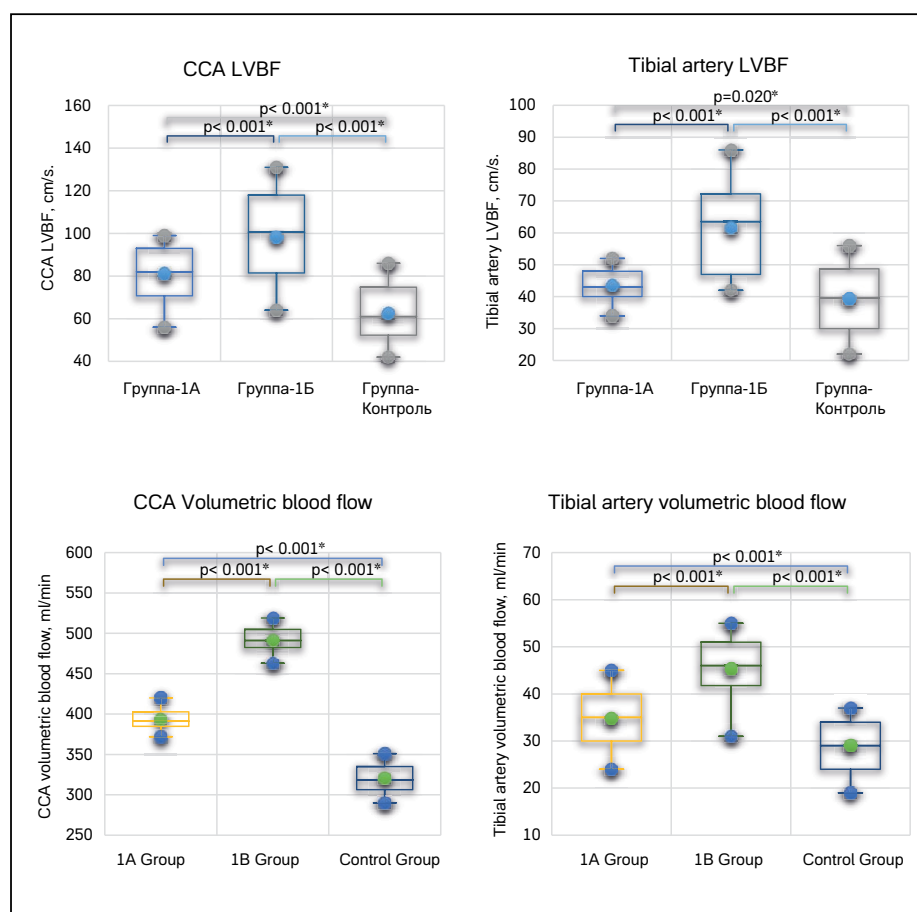 CCA LVBF
CCA LVBF, cm/s.
160
140
120
100
80
60
40
p< 0.001*
p< 0.001*
p< 0.001*
Группа-1А
Группа-1Б
Группа-
Контроль
Tibial artery LVBF
Tibial artery LVBF, cm/s.
100
90
80
70
60
50
40
30
20
p=0.020*
p< 0.001*
p< 0.001*
Группа-1А
Группа-1Б
Группа-
Контроль
CCA Volumetric blood flow
CCA volumetric blood flow, ml/min
600
550
500
450
400
350
300
250
p< 0.001*
p< 0.001*
p< 0.001*
1A Group
1B Group
Control Group
Tibial artery volumetric blood flow
Tibial artery volumetric blood flow, ml/min
70
60
50
40
30
20
10
p< 0.001*
p< 0.001*
p< 0.001*
1A Group
1B Group
Control Group